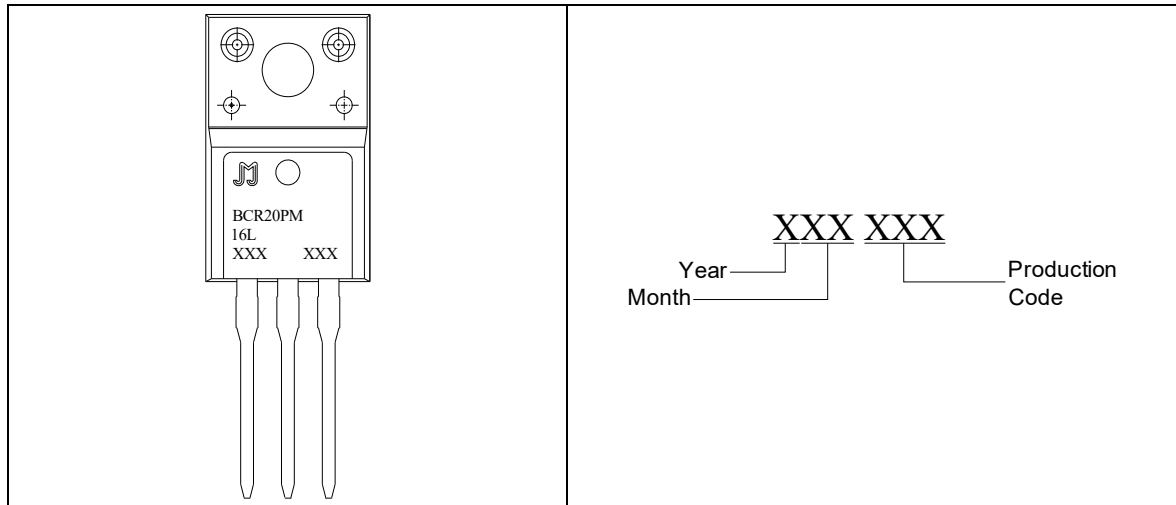 BCR20PM
16L
XXX XXX
XXX XXX
Year
Month
Production
Code